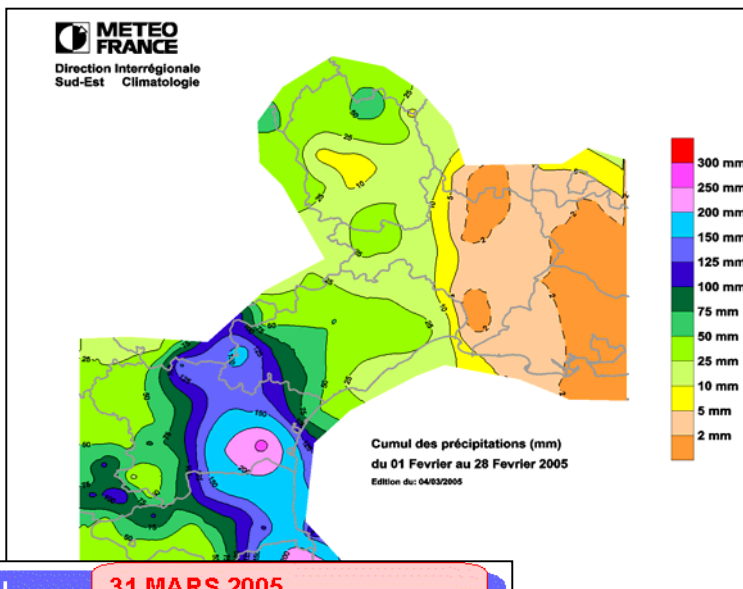 METEO
FRANCE
Direction Interrégionale
Sud-Est Climatologie
300 mm
250 mm
200 mm
150 mm
125 mm
100 mm
75 mm
50 mm
25 mm
10 mm
5 mm
2 mm
Cumul des précipitations (mm)
du 01 Fevrier au 28 Fevrier 2005
Edition du: 04/03/2005
31 MARS 2005